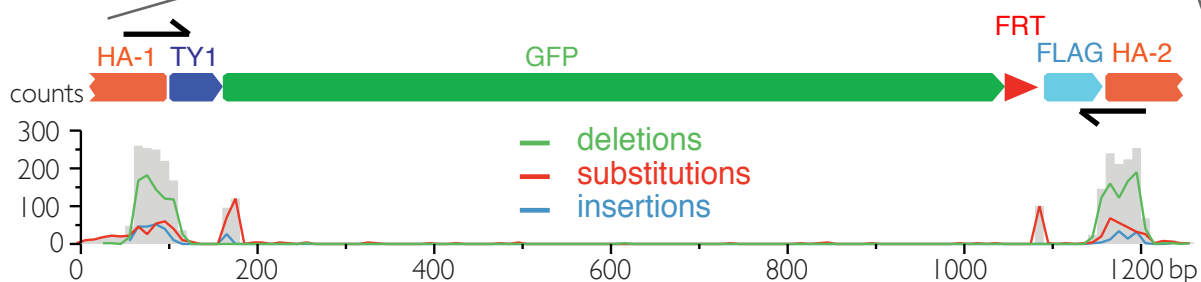 FRT
HA-1 TY1 GFP FLAG HA-2
counts
300
200
100
0
deletions
substitutions
insertions
0 200 400 600 800 1000 1200 bp